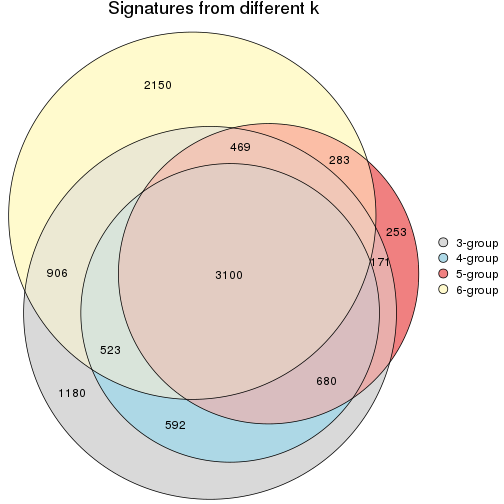 Signatures from different k
2150
469
283
253
171
906
3100
523
680
1180
592
3-group
4-group
5-group
6-group